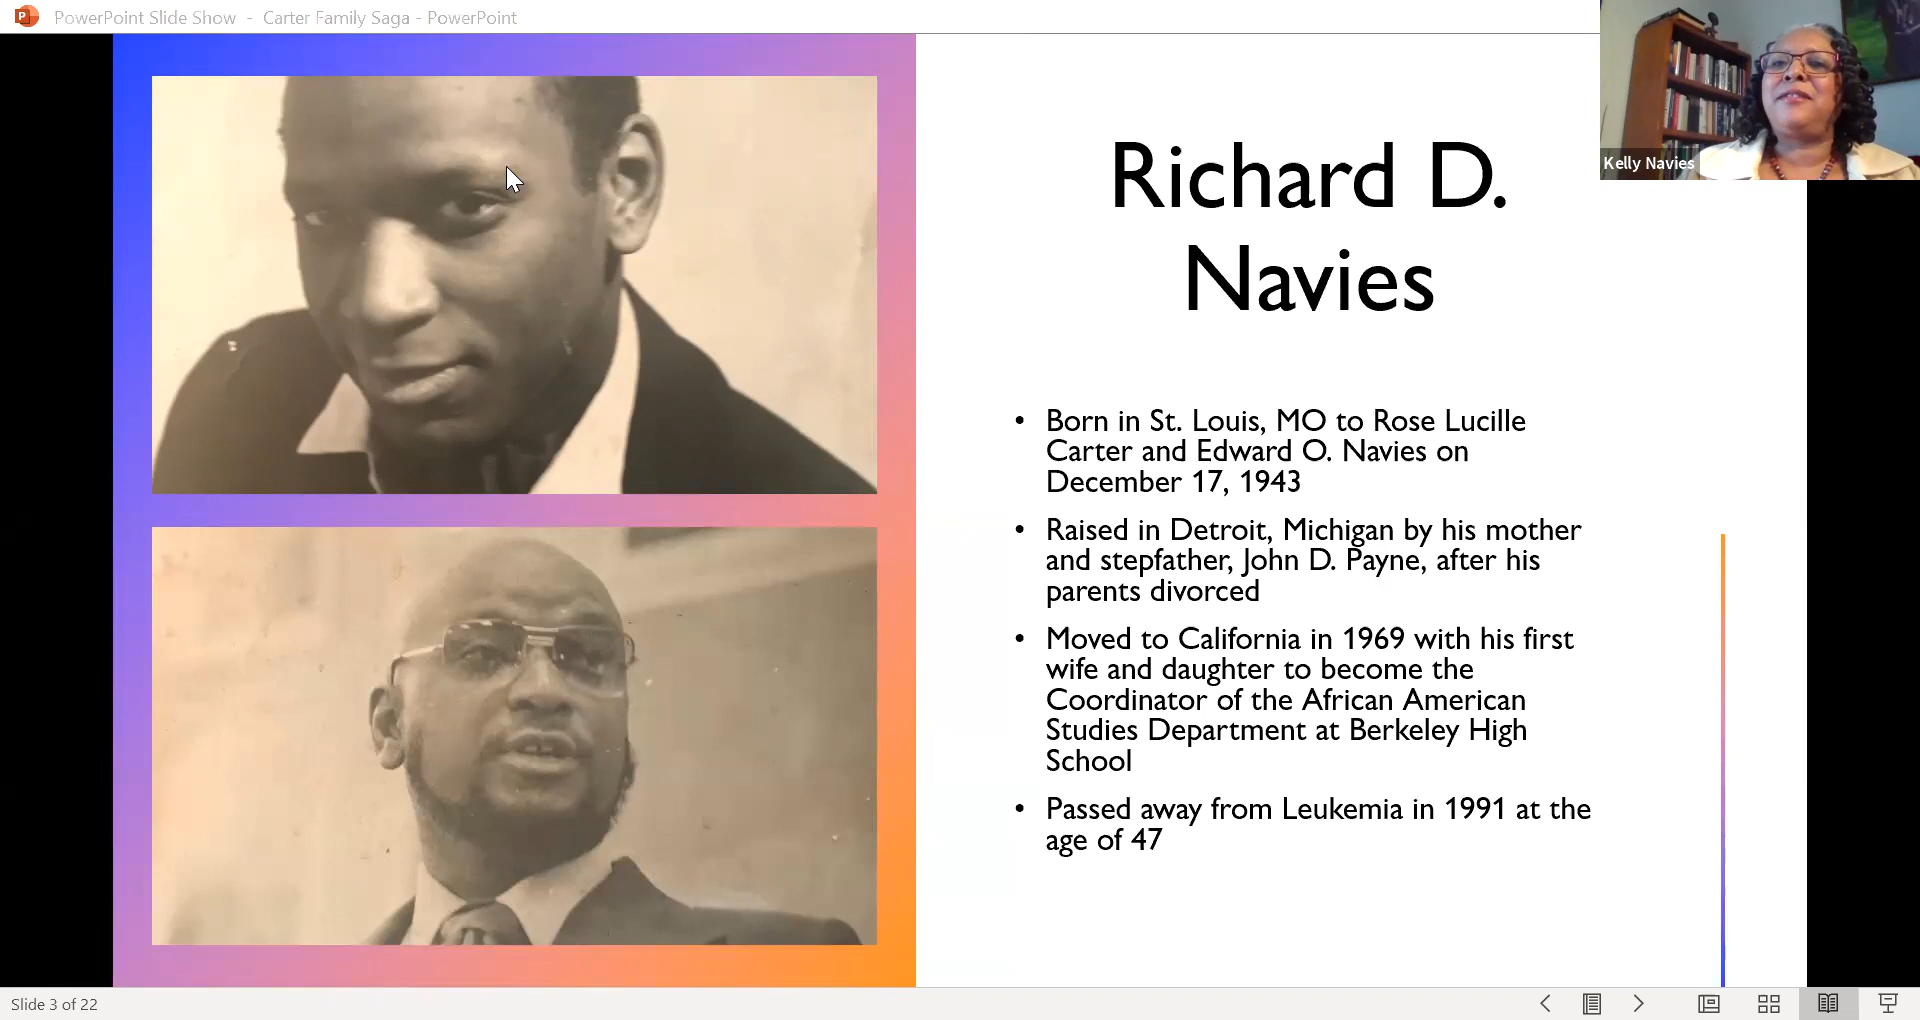 PowerPoint Slide Show - Carter Family Saga - PowerPoint
Kelly Navies
Richard D.
Navies
• Born in St. Louis, MO to Rose Lucille
Carter and Edward O. Navies on
December 17, 1943
• Raised in Detroit, Michigan by his mother
and stepfather, John D. Payne, after his
parents divorced
• Moved to California in 1969 with his first
wife and daughter to become the
Coordinator of the African American
Studies Department at Berkeley High
School
• Passed away from Leukemia in 1991 at the
age of 47
Slide 3 of 22